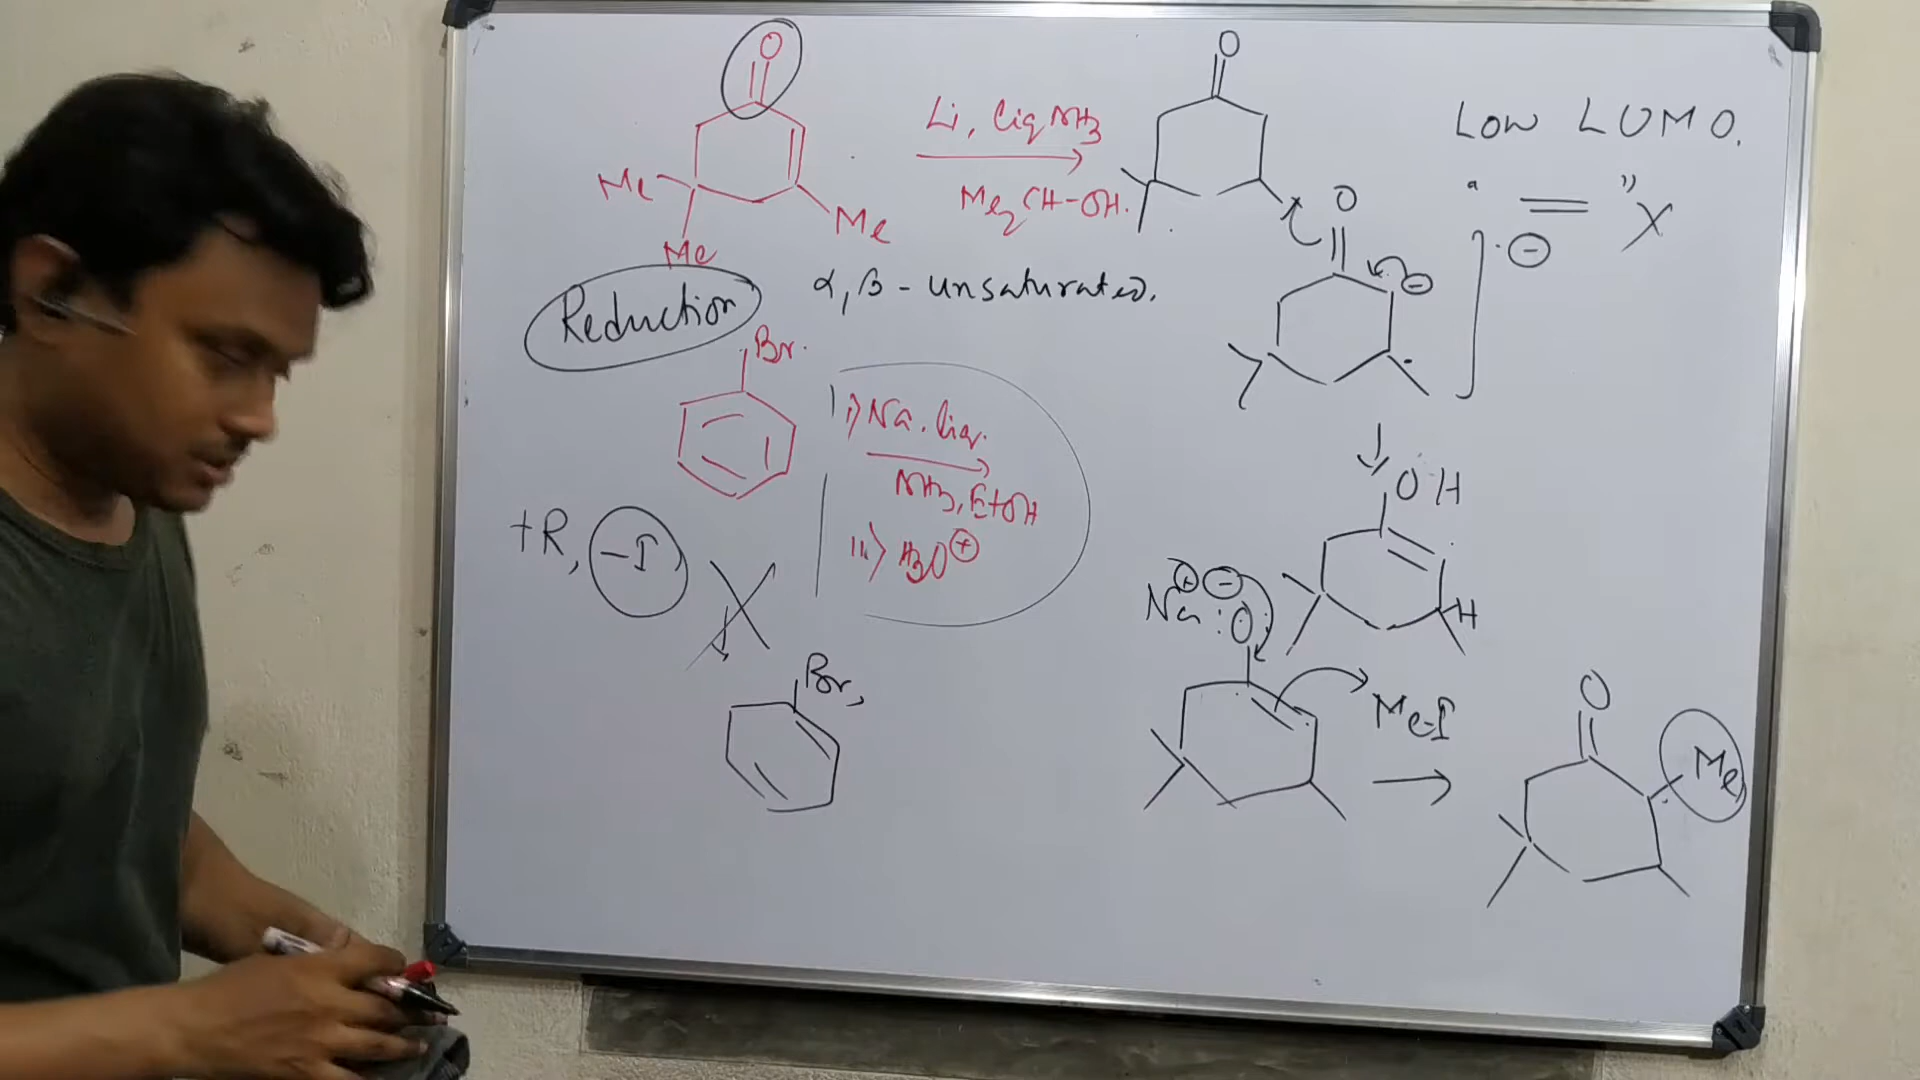 O
Me
Me
Me
Li, liq NH3
Me2CH-OH.
O
Low LUMO.
" = " X
O
⊖
⊖
Reduction
α, β - unsaturated.
Br.
i) Na. liq.
NH3, EtOH
ii) H3O⊕
+R, -I
Br,
OH
H
Na⊕ ⊖
:O:
Me-I
O
Me